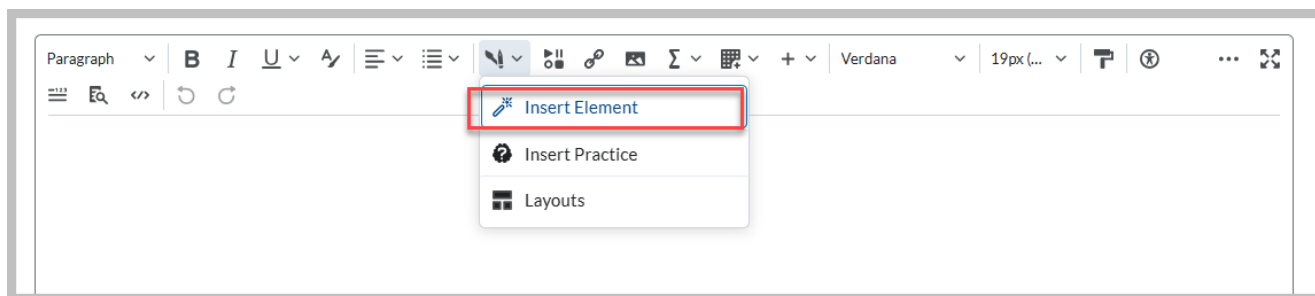 Paragraph B I U A Σ + Verdana 19px (...
Insert Element
Insert Practice
Layouts